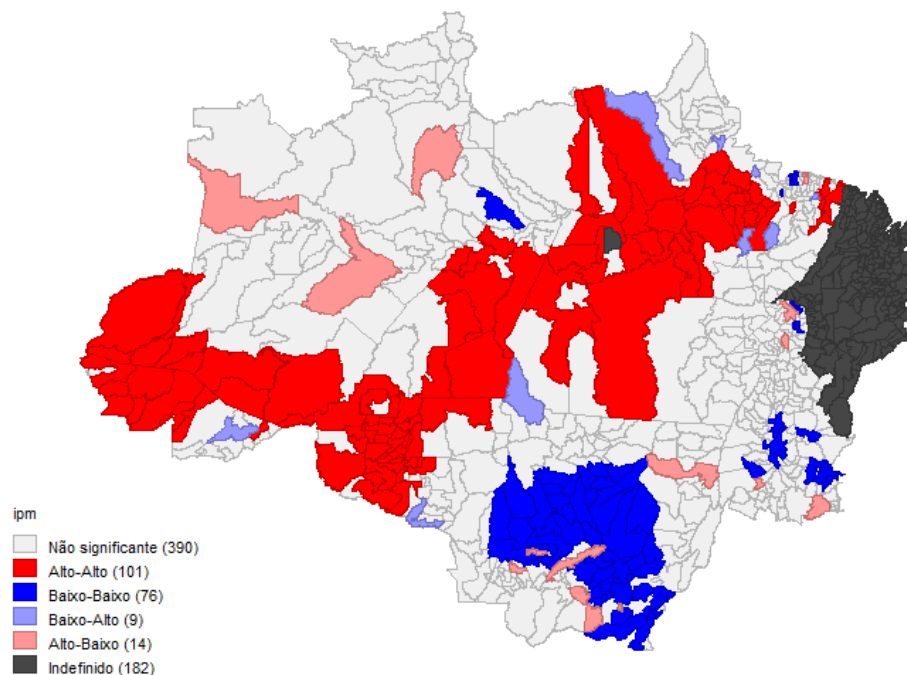 ipm
Não significante (390)
Alto-Alto (101)
Baixo-Baixo (76)
Baixo-Alto (9)
Alto-Baixo (14)
Indefinido (182)